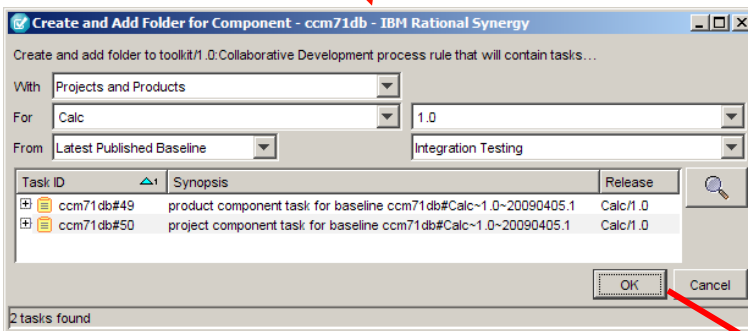 Create and Add Folder for Component - ccm71db - IBM Rational Synergy
Create and add folder to toolkit/1.0:Collaborative Development process rule that will contain tasks...
With Projects and Products
For Calc 1.0
From Latest Published Baseline Integration Testing
Task ID 1 Synopsis Release
ccm71db#49 product component task for baseline ccm71db#Calc~1.0~20090405.1 Calc/1.0
ccm71db#50 project component task for baseline ccm71db#Calc~1.0~20090405.1 Calc/1.0
OK Cancel
2 tasks found